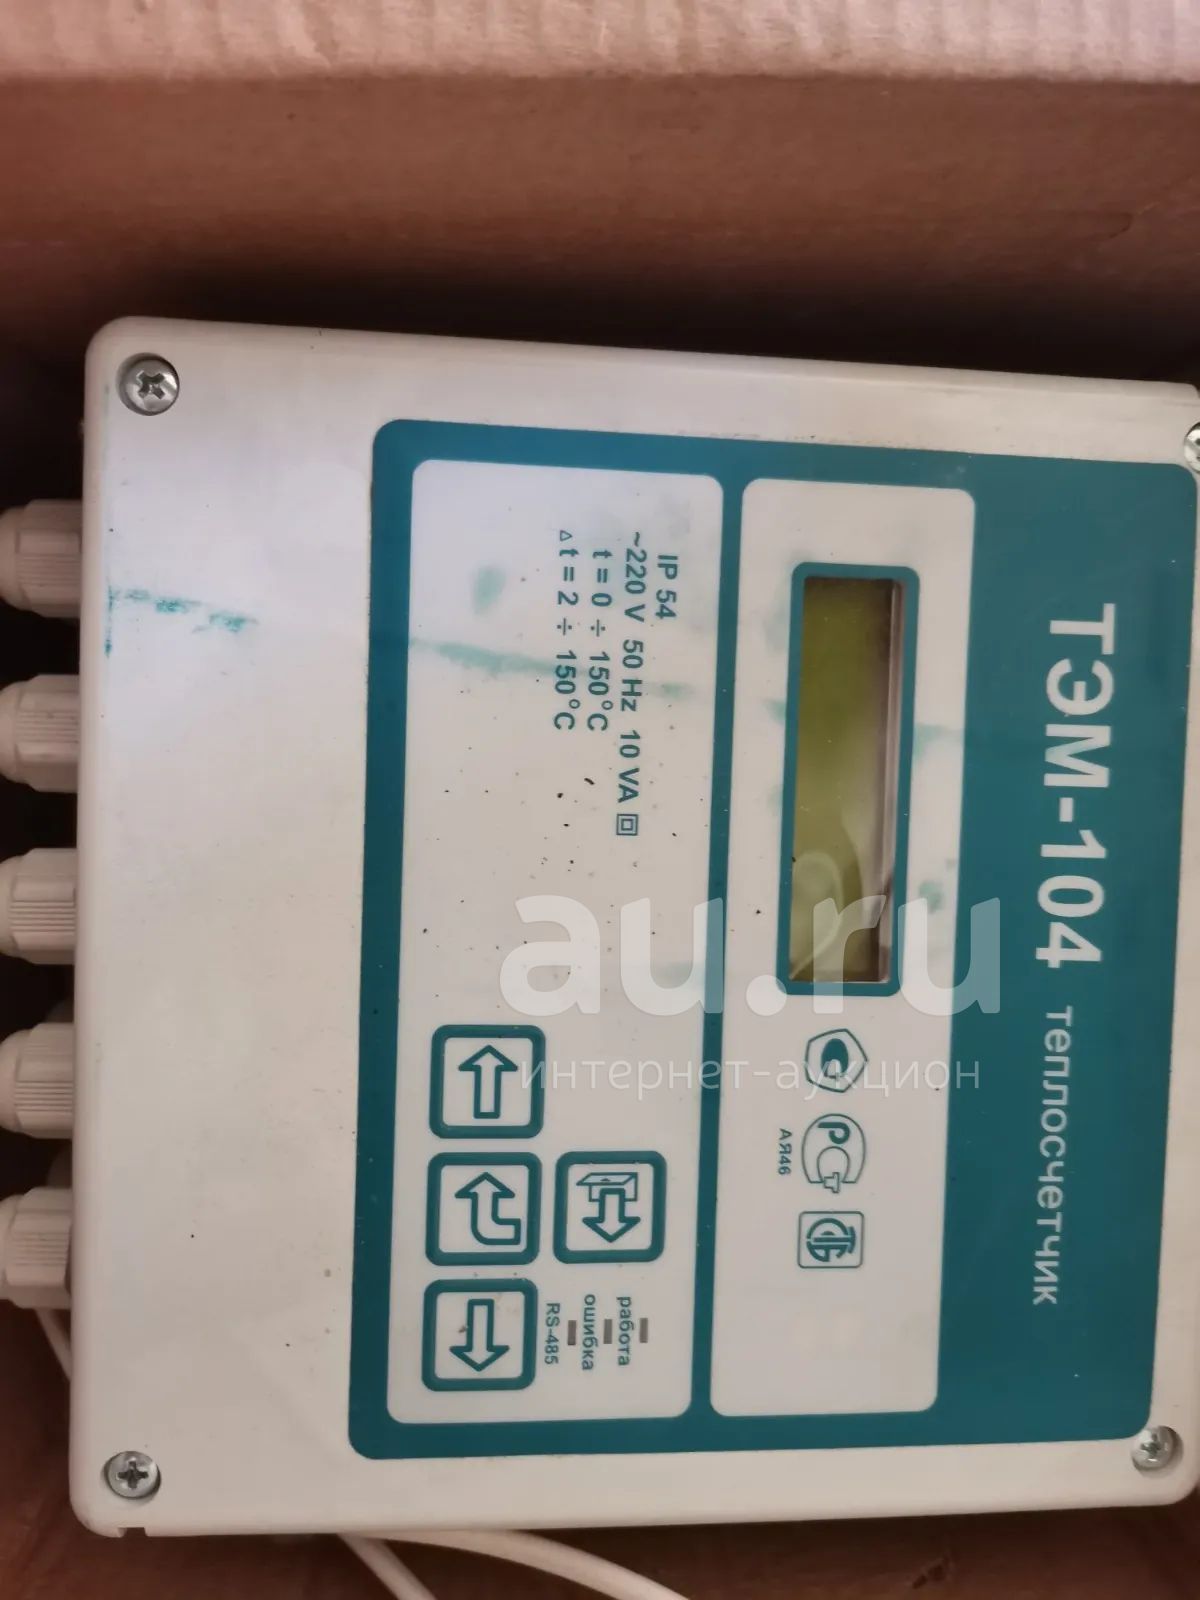 ТЭМ-104 теплосчетчик
АЯ46
IP 54
~220 V 50 Hz 10 VA
t = 0 ÷ 150°C
△t = 2 ÷ 150°C
работа
ошибка
RS-485
au.ru
интернет-аукцион